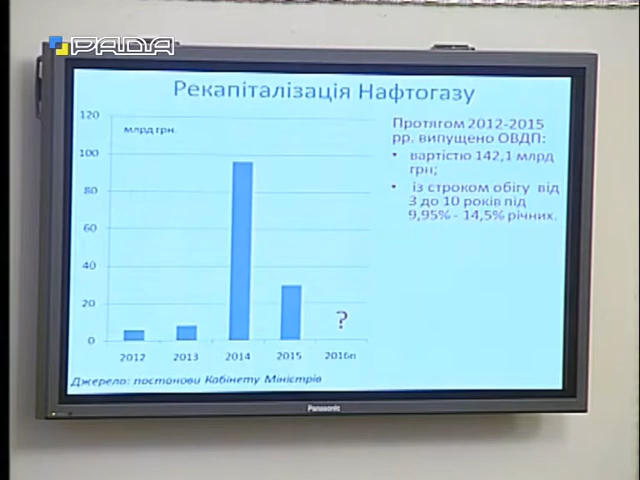 РАДА
Рекапіталізація Нафтогазу
120
млрд грн.
100
80
60
40
20
0
?
2012 2013 2014 2015 2016п
Джерело: постанови Кабінету Міністрів
Протягом 2012-2015
рр. випущено ОВДП:
• вартістю 142,1 млрд
грн;
• із строком обігу від
3 до 10 років під
9,95% - 14,5% річних.
Panasonic